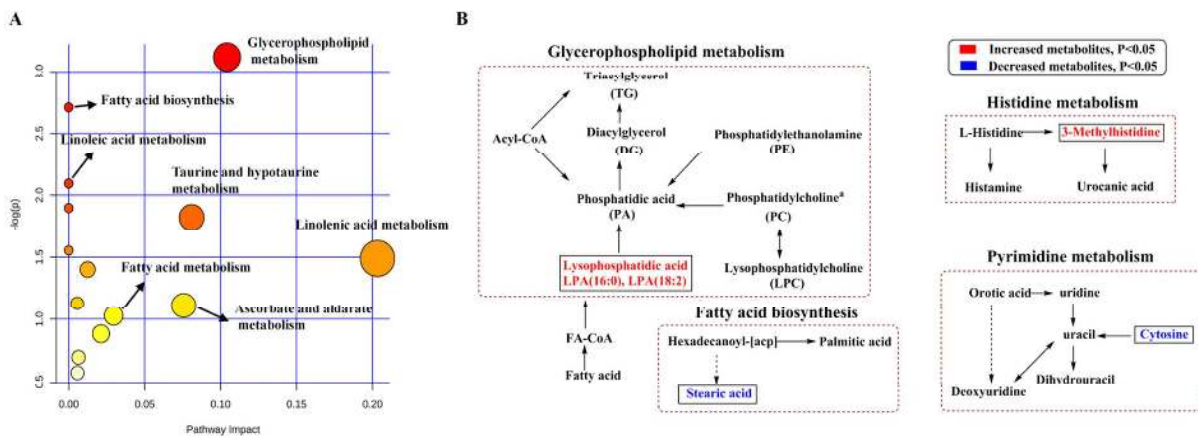 A
Glycerophospholipid
metabolism
Fatty acid biosynthesis
Linoleic acid metabolism
Taurine and hypotaurine
metabolism
Linolenic acid metabolism
Fatty acid metabolism
Ascorbate and aldarate
metabolism
-log(p)
3.0
2.5
2.0
1.5
1.0
0.5
0.00
0.05
0.10
0.15
0.20
Pathway Impact
B
Glycerophospholipid metabolism
Triacylglycerol
(TG)
Acyl-CoA
Diacylglycerol
(DG)
Phosphatidylethanolamine
(PE)
Phosphatidic acid
(PA)
Phosphatidylcholineª
(PC)
Lysophosphatidic acid
LPA(16:0), LPA(18:2)
Lysophosphatidylcholine
(LPC)
FA-CoA
Fatty acid
Fatty acid biosynthesis
Hexadecanoyl-[acp]
Palmitic acid
Stearic acid
Increased metabolites, P<0.05
Decreased metabolites, P<0.05
Histidine metabolism
L-Histidine
3-Methylhistidine
Histamine
Urocanic acid
Pyrimidine metabolism
Orotic acid
uridine
uracil
Cytosine
Deoxyuridine
Dihydrouracil